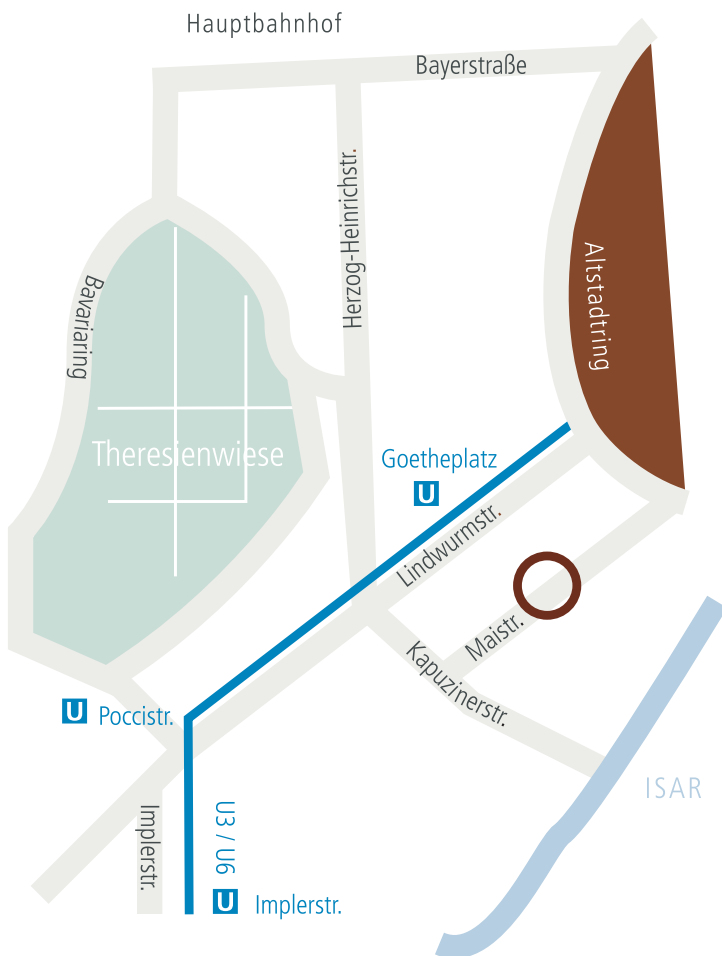 Hauptbahnhof
Bayerstraße
Herzog-Heinrichstr.
Altstadtring
Bavariaring
Theresienwiese
Goetheplatz
U
Lindwurmstr.
Maistr.
Kapuzinerstr.
U Poccistr.
ISAR
Implerstr.
U3 / U6
U Implerstr.